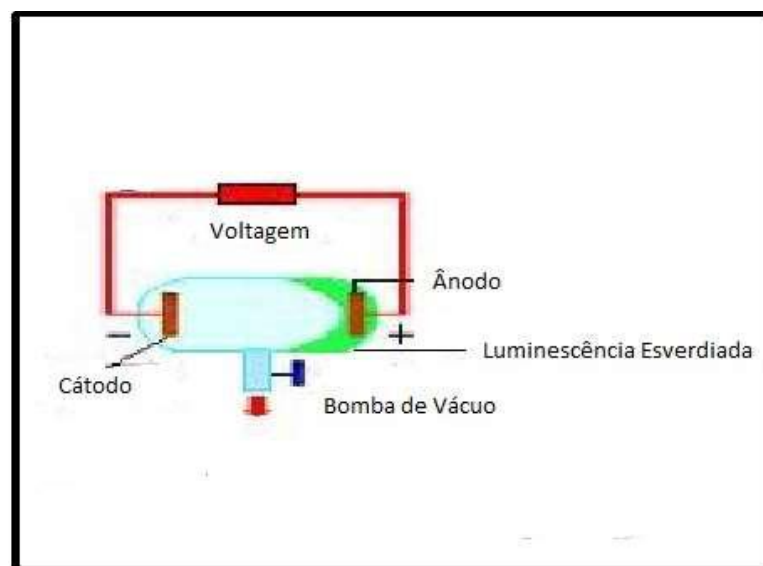 Voltagem
Ânodo
− +
Luminescência Esverdiada
Cátodo
Bomba de Vácuo